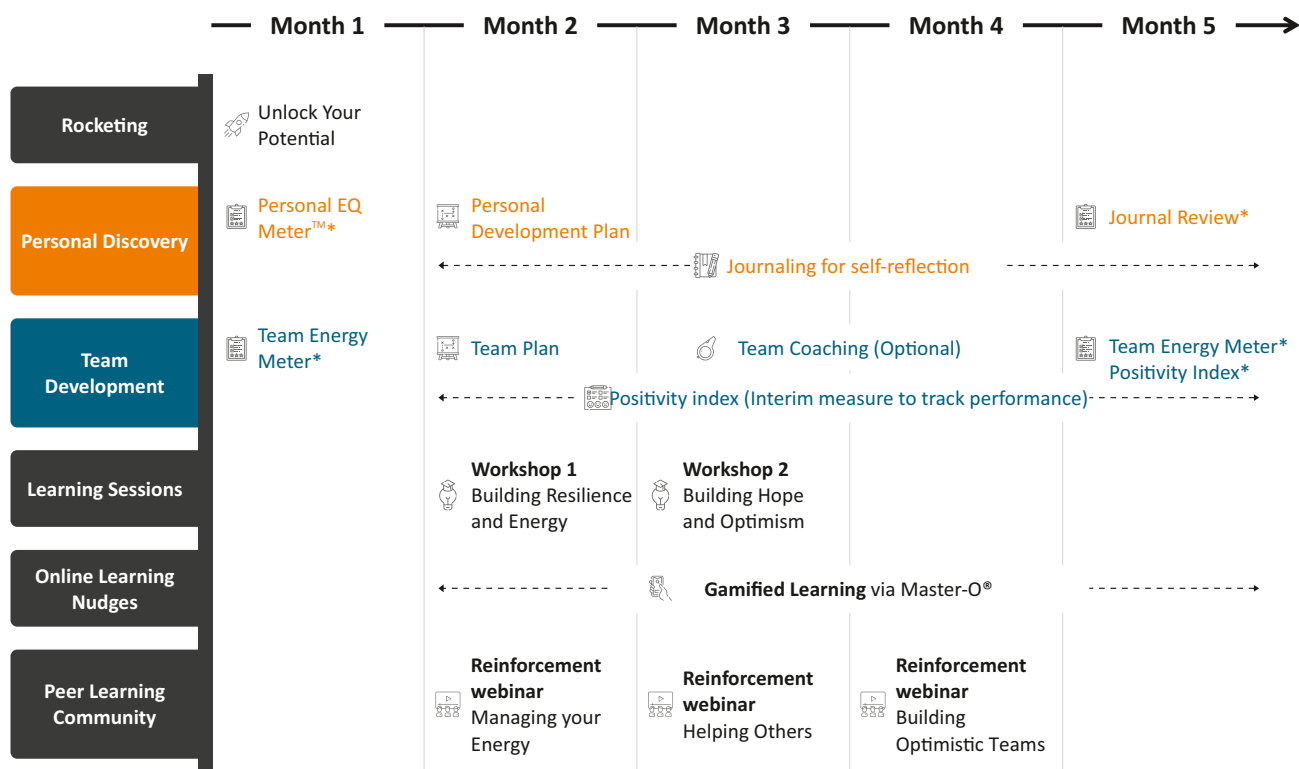 Month 1
Month 2
Month 3
Month 4
Month 5
Rocketing
Unlock Your
Potential
Personal Discovery
Personal EQ
Meter™*
Personal
Development Plan
Journal Review*
Journaling for self-reflection
Team
Development
Team Energy
Meter*
Team Plan
Team Coaching (Optional)
Team Energy Meter*
Positivity Index*
Positivity index (Interim measure to track performance)
Learning Sessions
Workshop 1
Building Resilience
and Energy
Workshop 2
Building Hope
and Optimism
Online Learning
Nudges
Gamified Learning via Master-O®
Peer Learning
Community
Reinforcement
webinar
Managing your
Energy
Reinforcement
webinar
Helping Others
Reinforcement
webinar
Building
Optimistic Teams